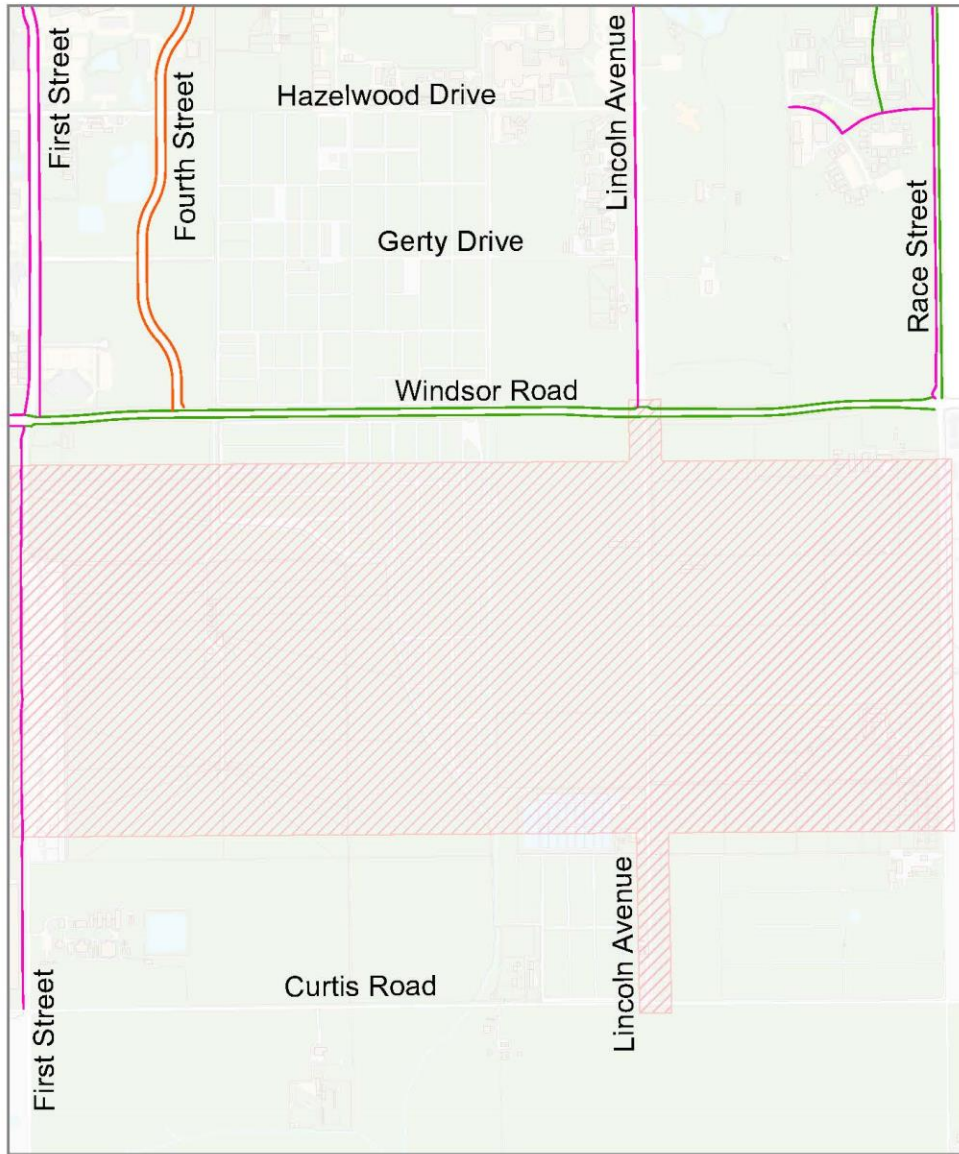 First Street
Fourth Street
Hazelwood Drive
Lincoln Avenue
Gerty Drive
Race Street
Windsor Road
Lincoln Avenue
Curtis Road
First Street